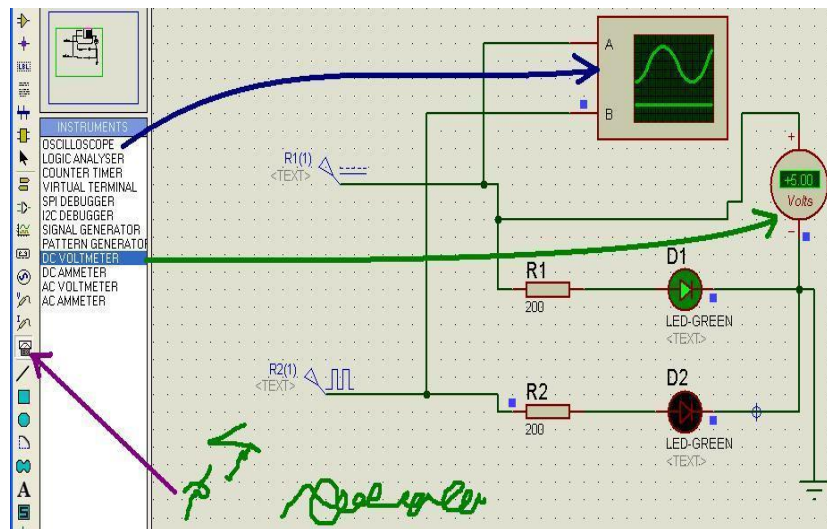 INSTRUMENTS
OSCILLOSCOPE
LOGIC ANALYSER
COUNTER TIMER
VIRTUAL TERMINAL
SPI DEBUGGER
I2C DEBUGGER
SIGNAL GENERATOR
PATTERN GENERATOR
DC VOLTMETER
DC AMMETER
AC VOLTMETER
AC AMMETER
LBL
A
S
A
B
R1(1)
<TEXT>
+
+5.00
Volts
-
R1
200
D1
LED-GREEN
<TEXT>
R2(1)
<TEXT>
R2
200
D2
LED-GREEN
<TEXT>